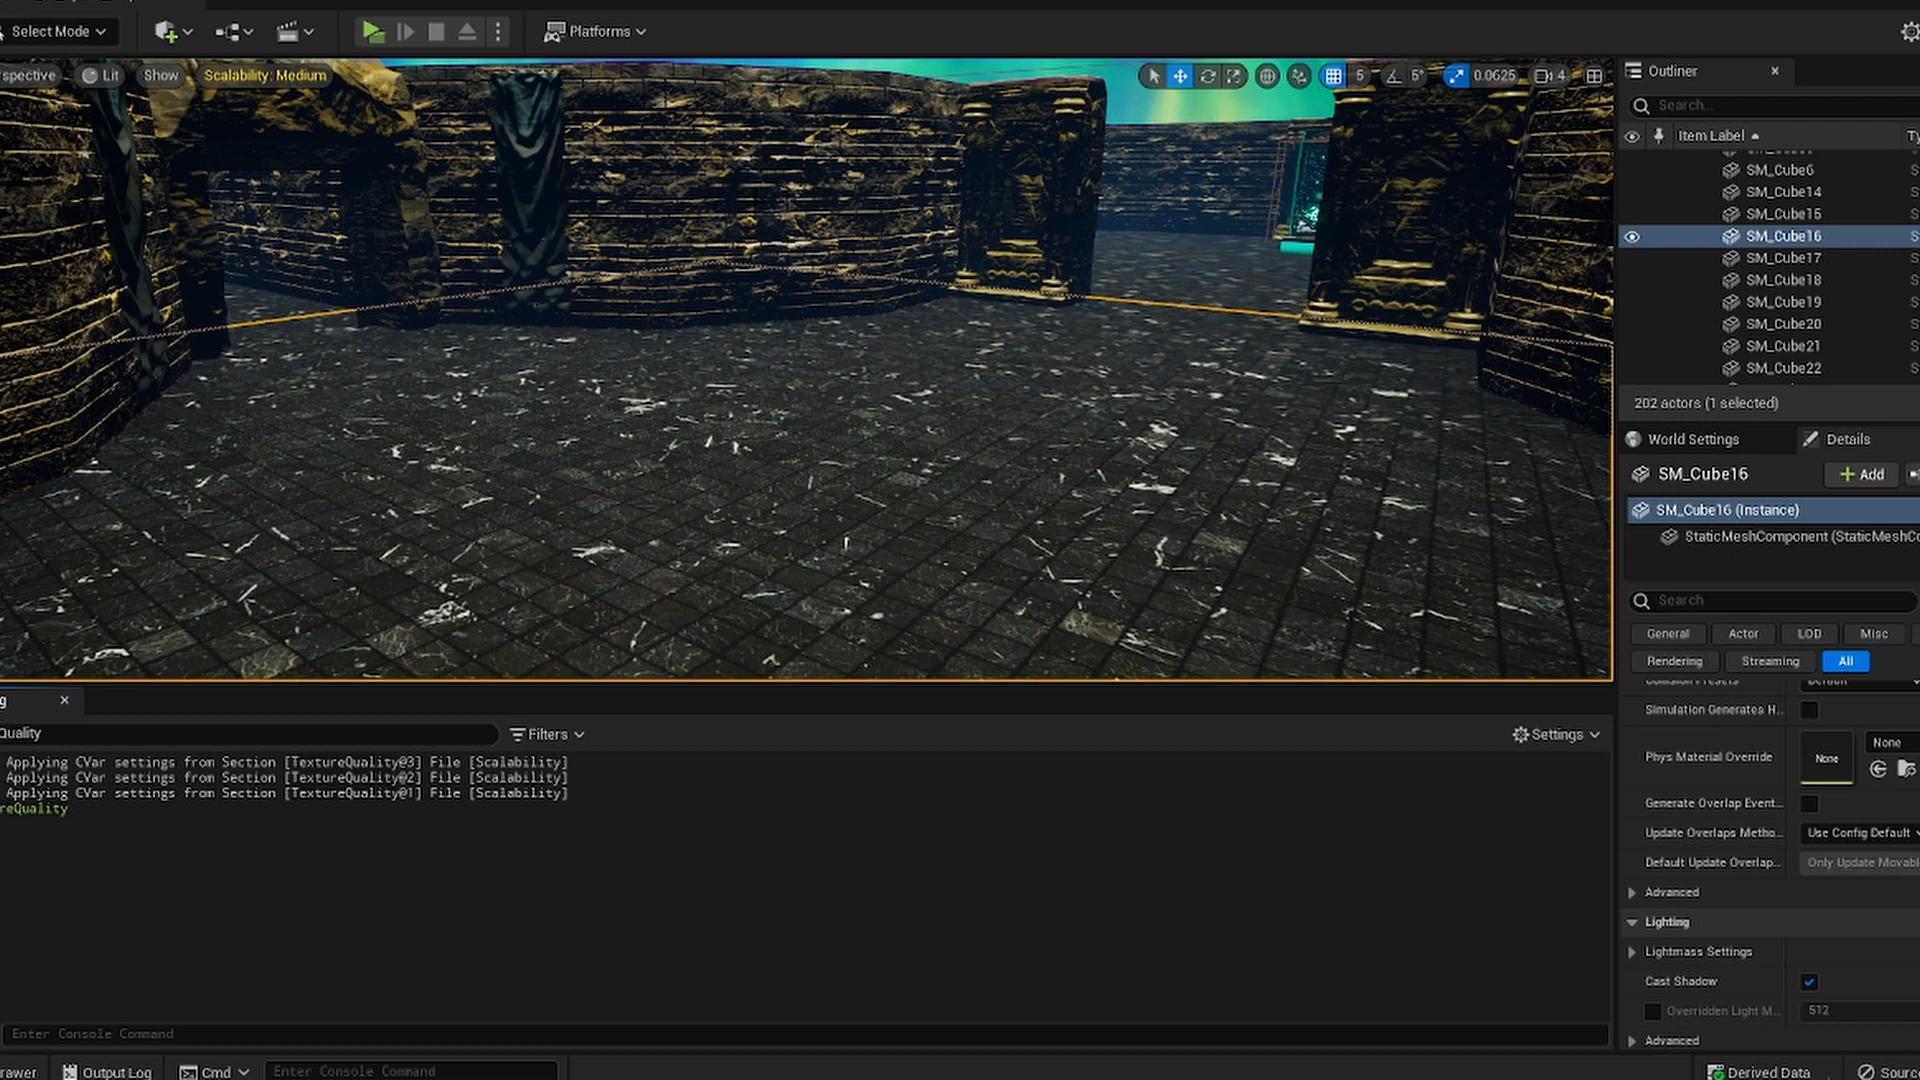 Select Mode
Platforms
spective
Lit
Show
Scalability: Medium
5
5°
0.0625
4
Outliner
Search...
Item Label
Ty
SM_Cube6
SM_Cube14
SM_Cube15
SM_Cube16
SM_Cube17
SM_Cube18
SM_Cube19
SM_Cube20
SM_Cube21
SM_Cube22
202 actors (1 selected)
World Settings
Details
SM_Cube16
Add
SM_Cube16 (Instance)
StaticMeshComponent (StaticMeshCo
Search
General
Actor
LOD
Misc
Rendering
Streaming
All
Simulation Generates H...
Phys Material Override
None
None
Generate Overlap Event...
Update Overlaps Metho...
Use Config Default
Default Update Overlap...
Only Update Movabl
Advanced
Lighting
Lightmass Settings
Cast Shadow
Overridden Light M...
512
Advanced
g
Quality
Filters
Settings
Applying CVar settings from Section [TextureQuality@3] File [Scalability]
Applying CVar settings from Section [TextureQuality@2] File [Scalability]
Applying CVar settings from Section [TextureQuality@1] File [Scalability]
reQuality
Enter Console Command
rawer
Output Log
Cmd
Enter Console Command
Derived Data
Sourc